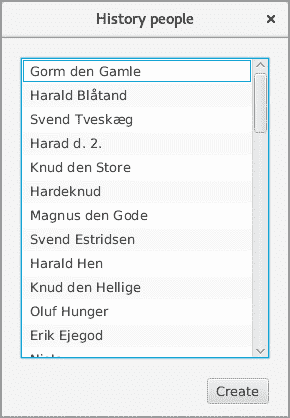 History people
Gorm den Gamle
Harald Blåtand
Svend Tveskæg
Harad d. 2.
Knud den Store
Hardeknud
Magnus den Gode
Svend Estridsen
Harald Hen
Knud den Hellige
Oluf Hunger
Erik Ejegod
Create